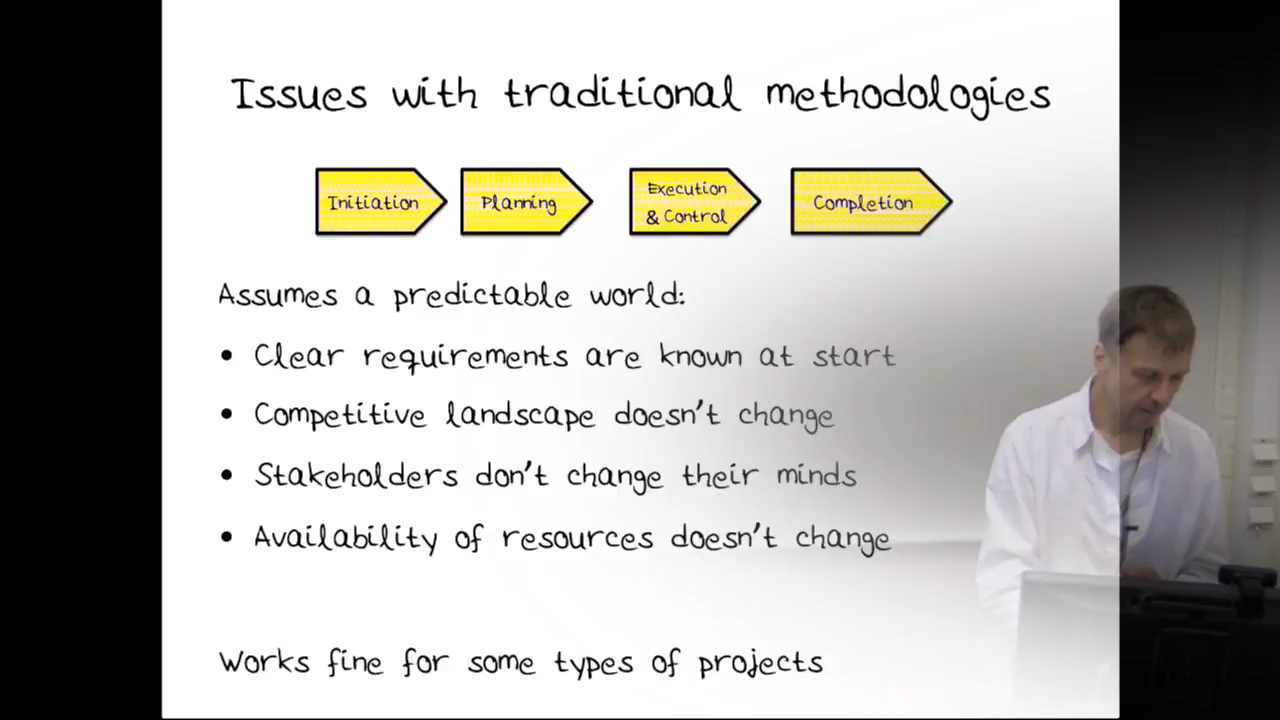 Issues with traditional methodologies
Initiation
Planning
Execution
& Control
Completion
Assumes a predictable world:
• Clear requirements are known at start
• Competitive landscape doesn't change
• Stakeholders don't change their minds
• Availability of resources doesn't change
Works fine for some types of projects